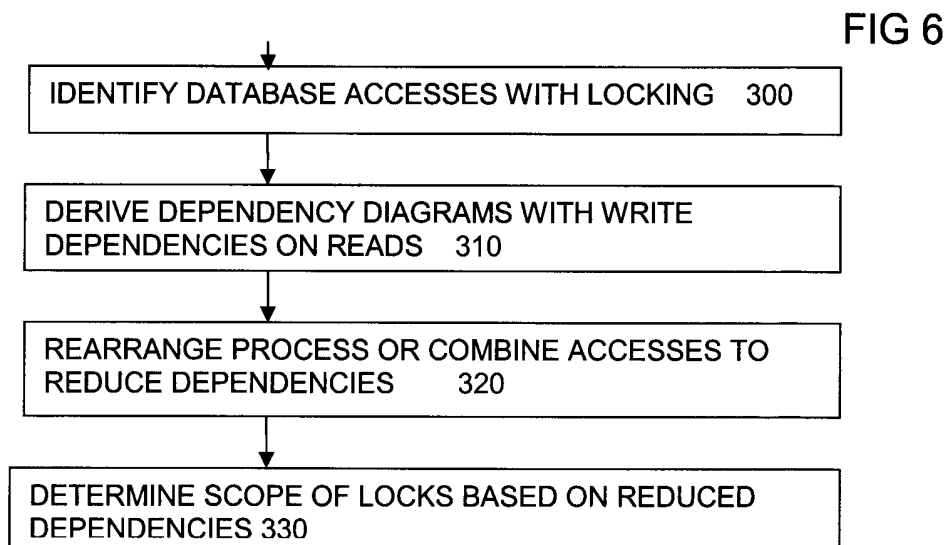 FIG 6
IDENTIFY DATABASE ACCESSES WITH LOCKING 300
DERIVE DEPENDENCY DIAGRAMS WITH WRITE
DEPENDENCIES ON READS 310
REARRANGE PROCESS OR COMBINE ACCESSES TO
REDUCE DEPENDENCIES 320
DETERMINE SCOPE OF LOCKS BASED ON REDUCED
DEPENDENCIES 330